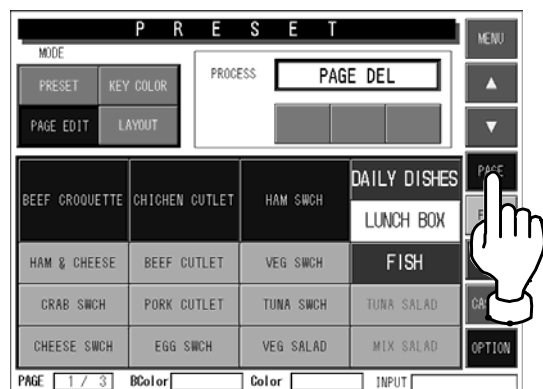 PRESET
MENU
MODE
PRESET KEY COLOR
PAGE EDIT LAYOUT
PROCESS PAGE DEL
▲
▼
PAGE
BEEF CROQUETTE CHICHEN CUTLET HAM SWCH DAILY DISHES
LUNCH BOX
HAM & CHEESE BEEF CUTLET VEG SWCH FISH
CRAB SWCH PORK CUTLET TUNA SWCH TUNA SALAD
CHEESE SWCH EGG SWCH VEG SALAD MIX SALAD
OPTION
PAGE 1 / 3 BColor Color INPUT